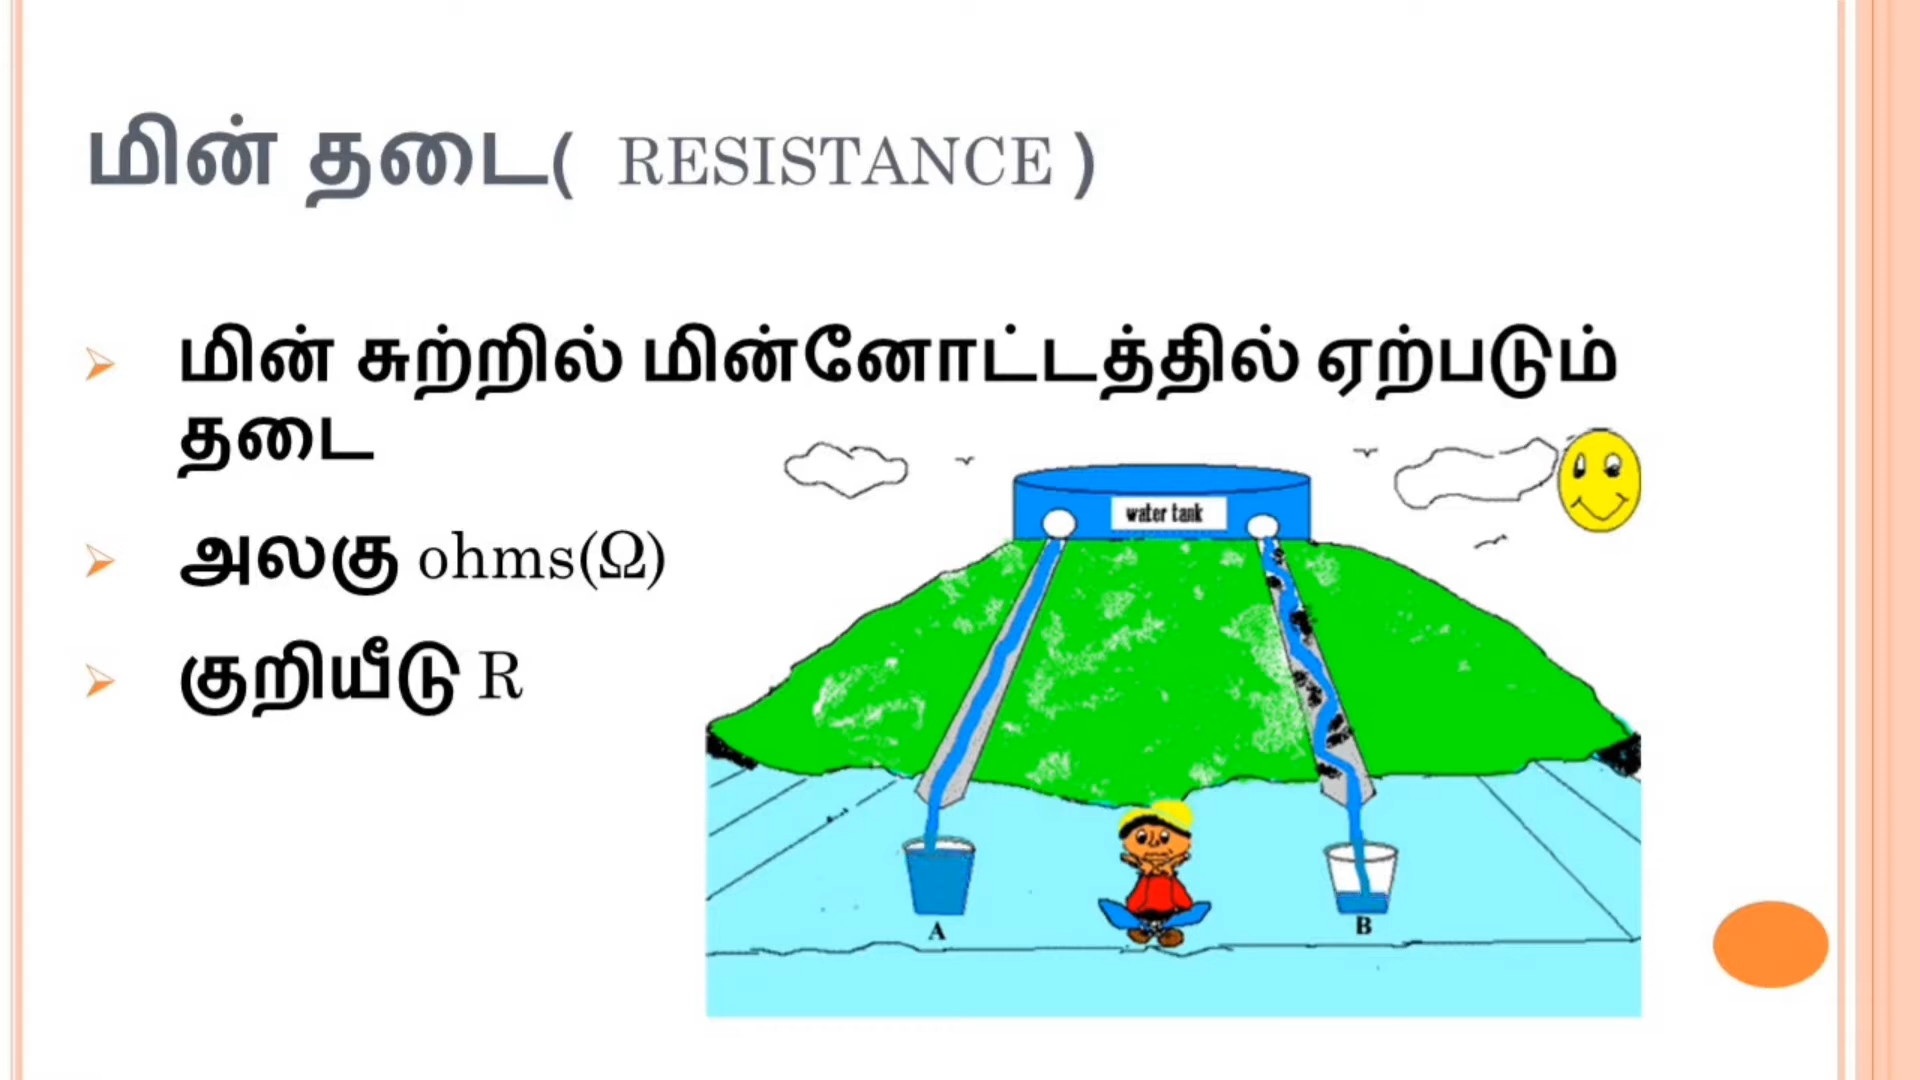 மின் தடை( RESISTANCE )
மின் சுற்றில் மின்னோட்டத்தில் ஏற்படும்
தடை
அலகு ohms(Ω)
குறியீடு R
water tank
A
B